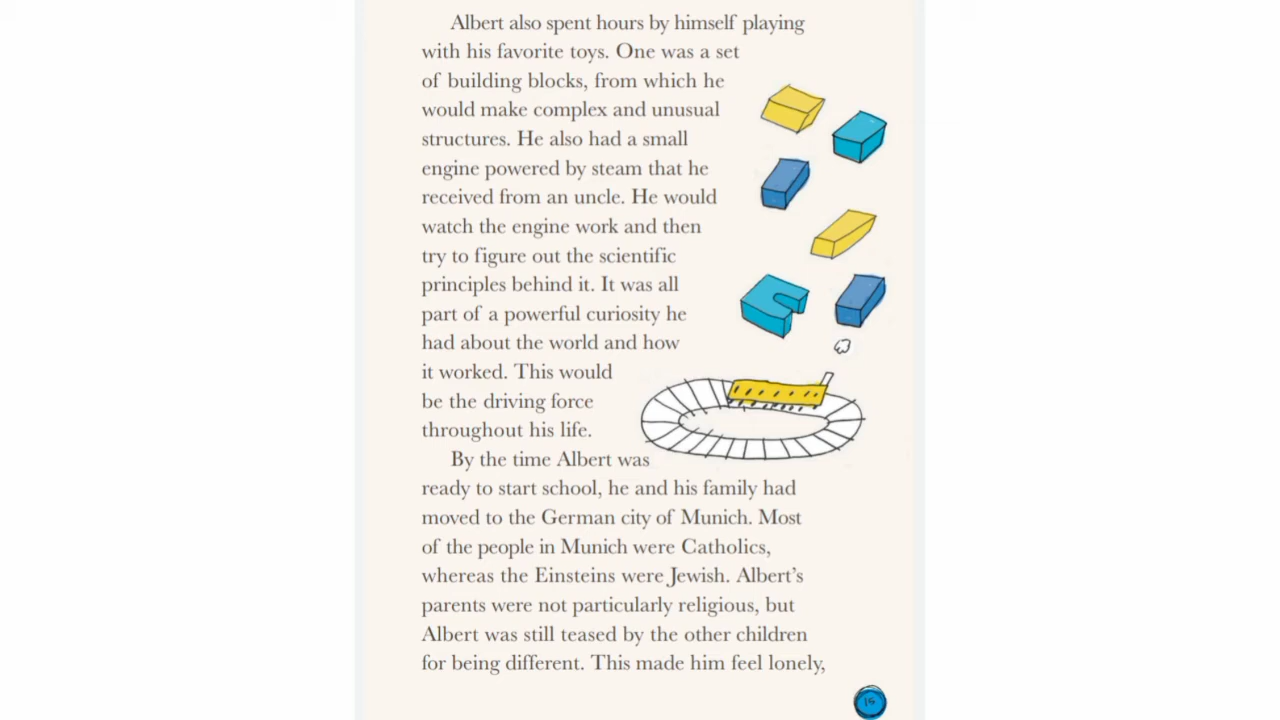 Albert also spent hours by himself playing
with his favorite toys. One was a set
of building blocks, from which he
would make complex and unusual
structures. He also had a small
engine powered by steam that he
received from an uncle. He would
watch the engine work and then
try to figure out the scientific
principles behind it. It was all
part of a powerful curiosity he
had about the world and how
it worked. This would
be the driving force
throughout his life.
By the time Albert was
ready to start school, he and his family had
moved to the German city of Munich. Most
of the people in Munich were Catholics,
whereas the Einsteins were Jewish. Albert’s
parents were not particularly religious, but
Albert was still teased by the other children
for being different. This made him feel lonely,
15